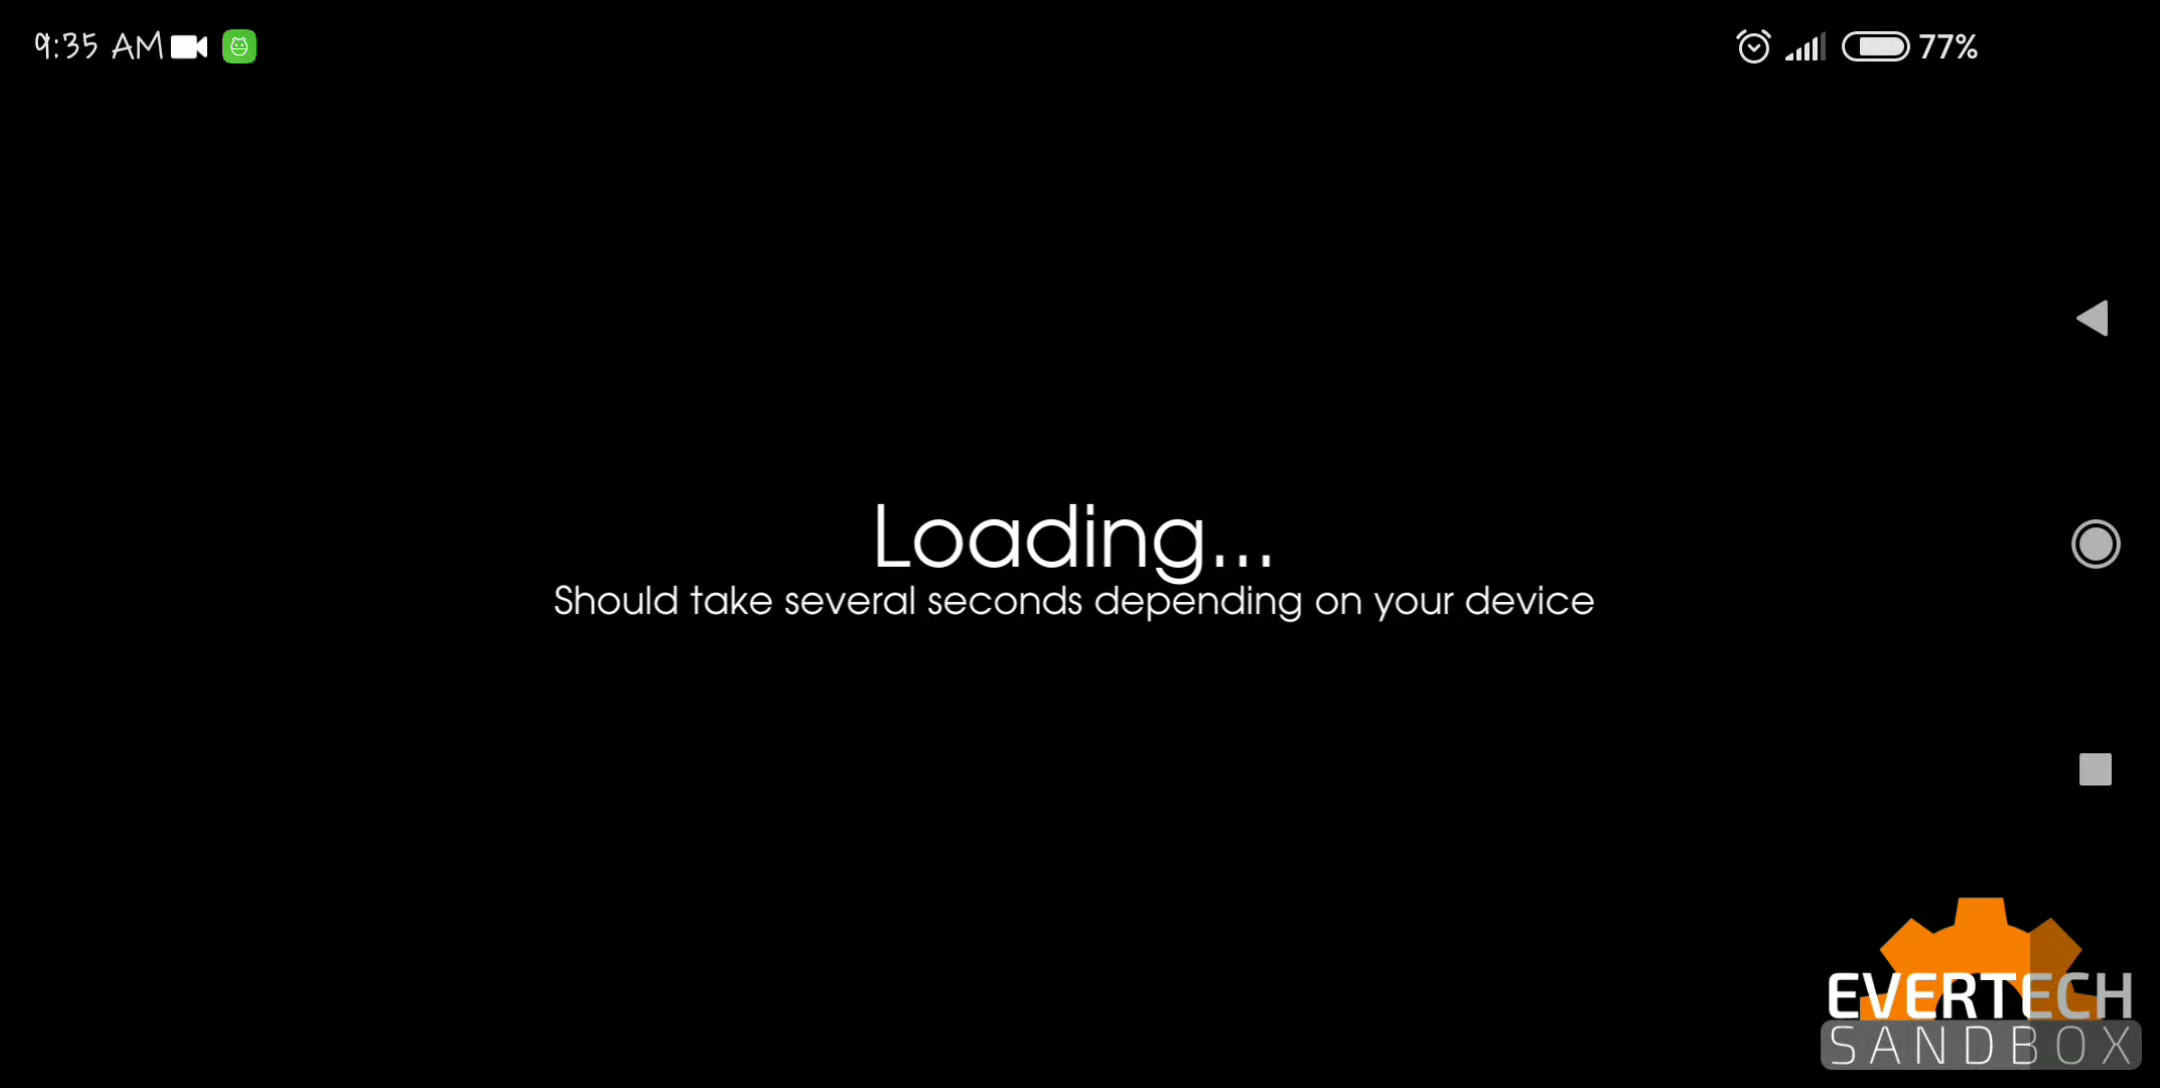 9:35 AM
77%
Loading...
Should take several seconds depending on your device
EVERTECH
SANDBOX